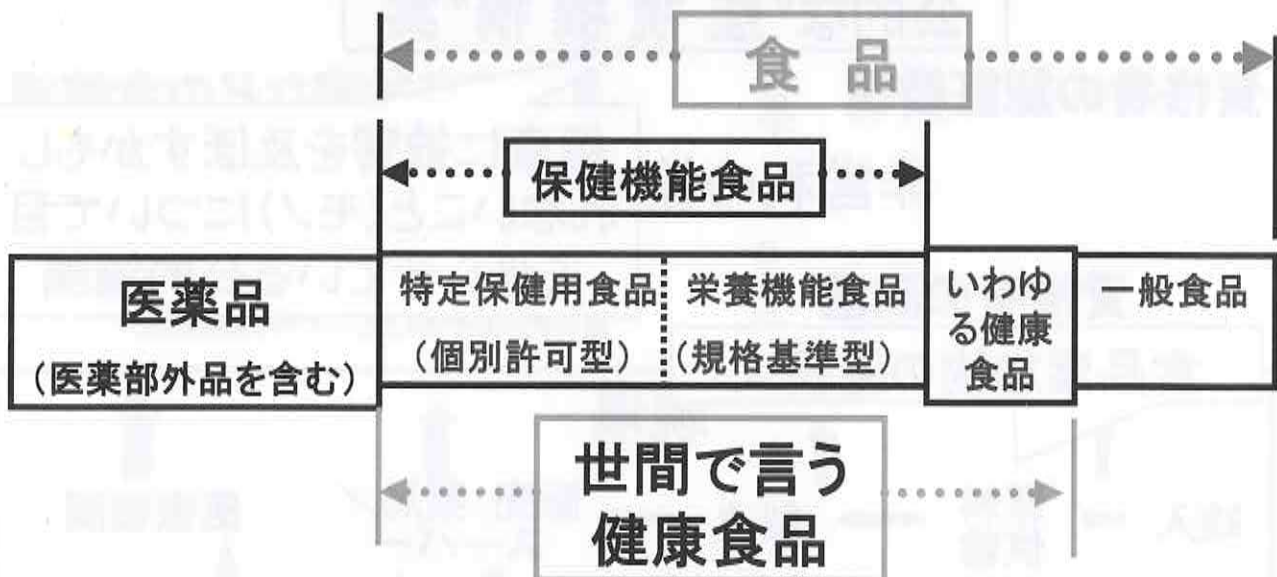 食 品
保健機能食品
医薬品
(医薬部外品を含む)
特定保健用食品
(個別許可型)
栄養機能食品
(規格基準型)
いわゆ
る健康
食品
一般食品
世間で言う
健康食品